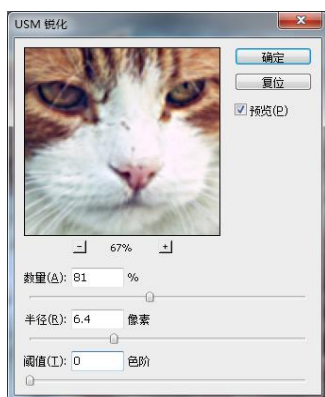 USM 锐化
确定
复位
预览(P)
67%
数量(A): 81 %
半径(R): 6.4 像素
阈值(T): 0 色阶